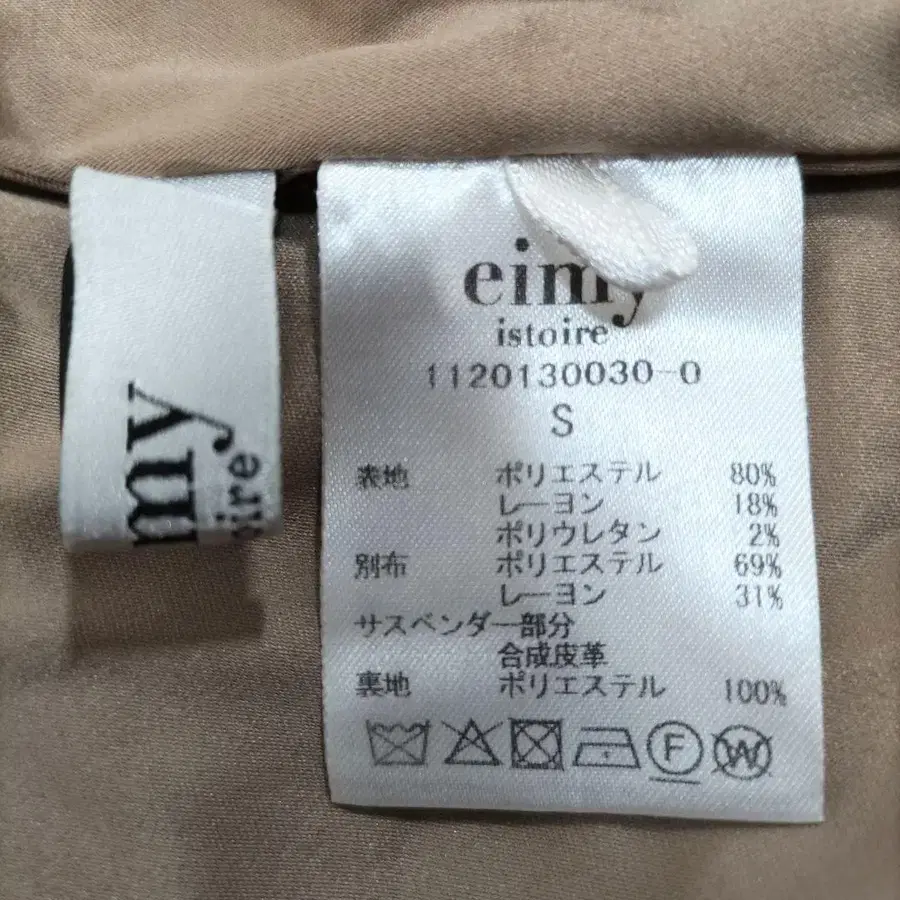 my
oire
eimy
istoire
1120130030-0
S
表地 ポリエステル 80%
レーヨン 18%
ポリウレタン 2%
別布 ポリエステル 69%
レーヨン 31%
サスペンダー部分
合成皮革
裏地 ポリエステル 100%
F W